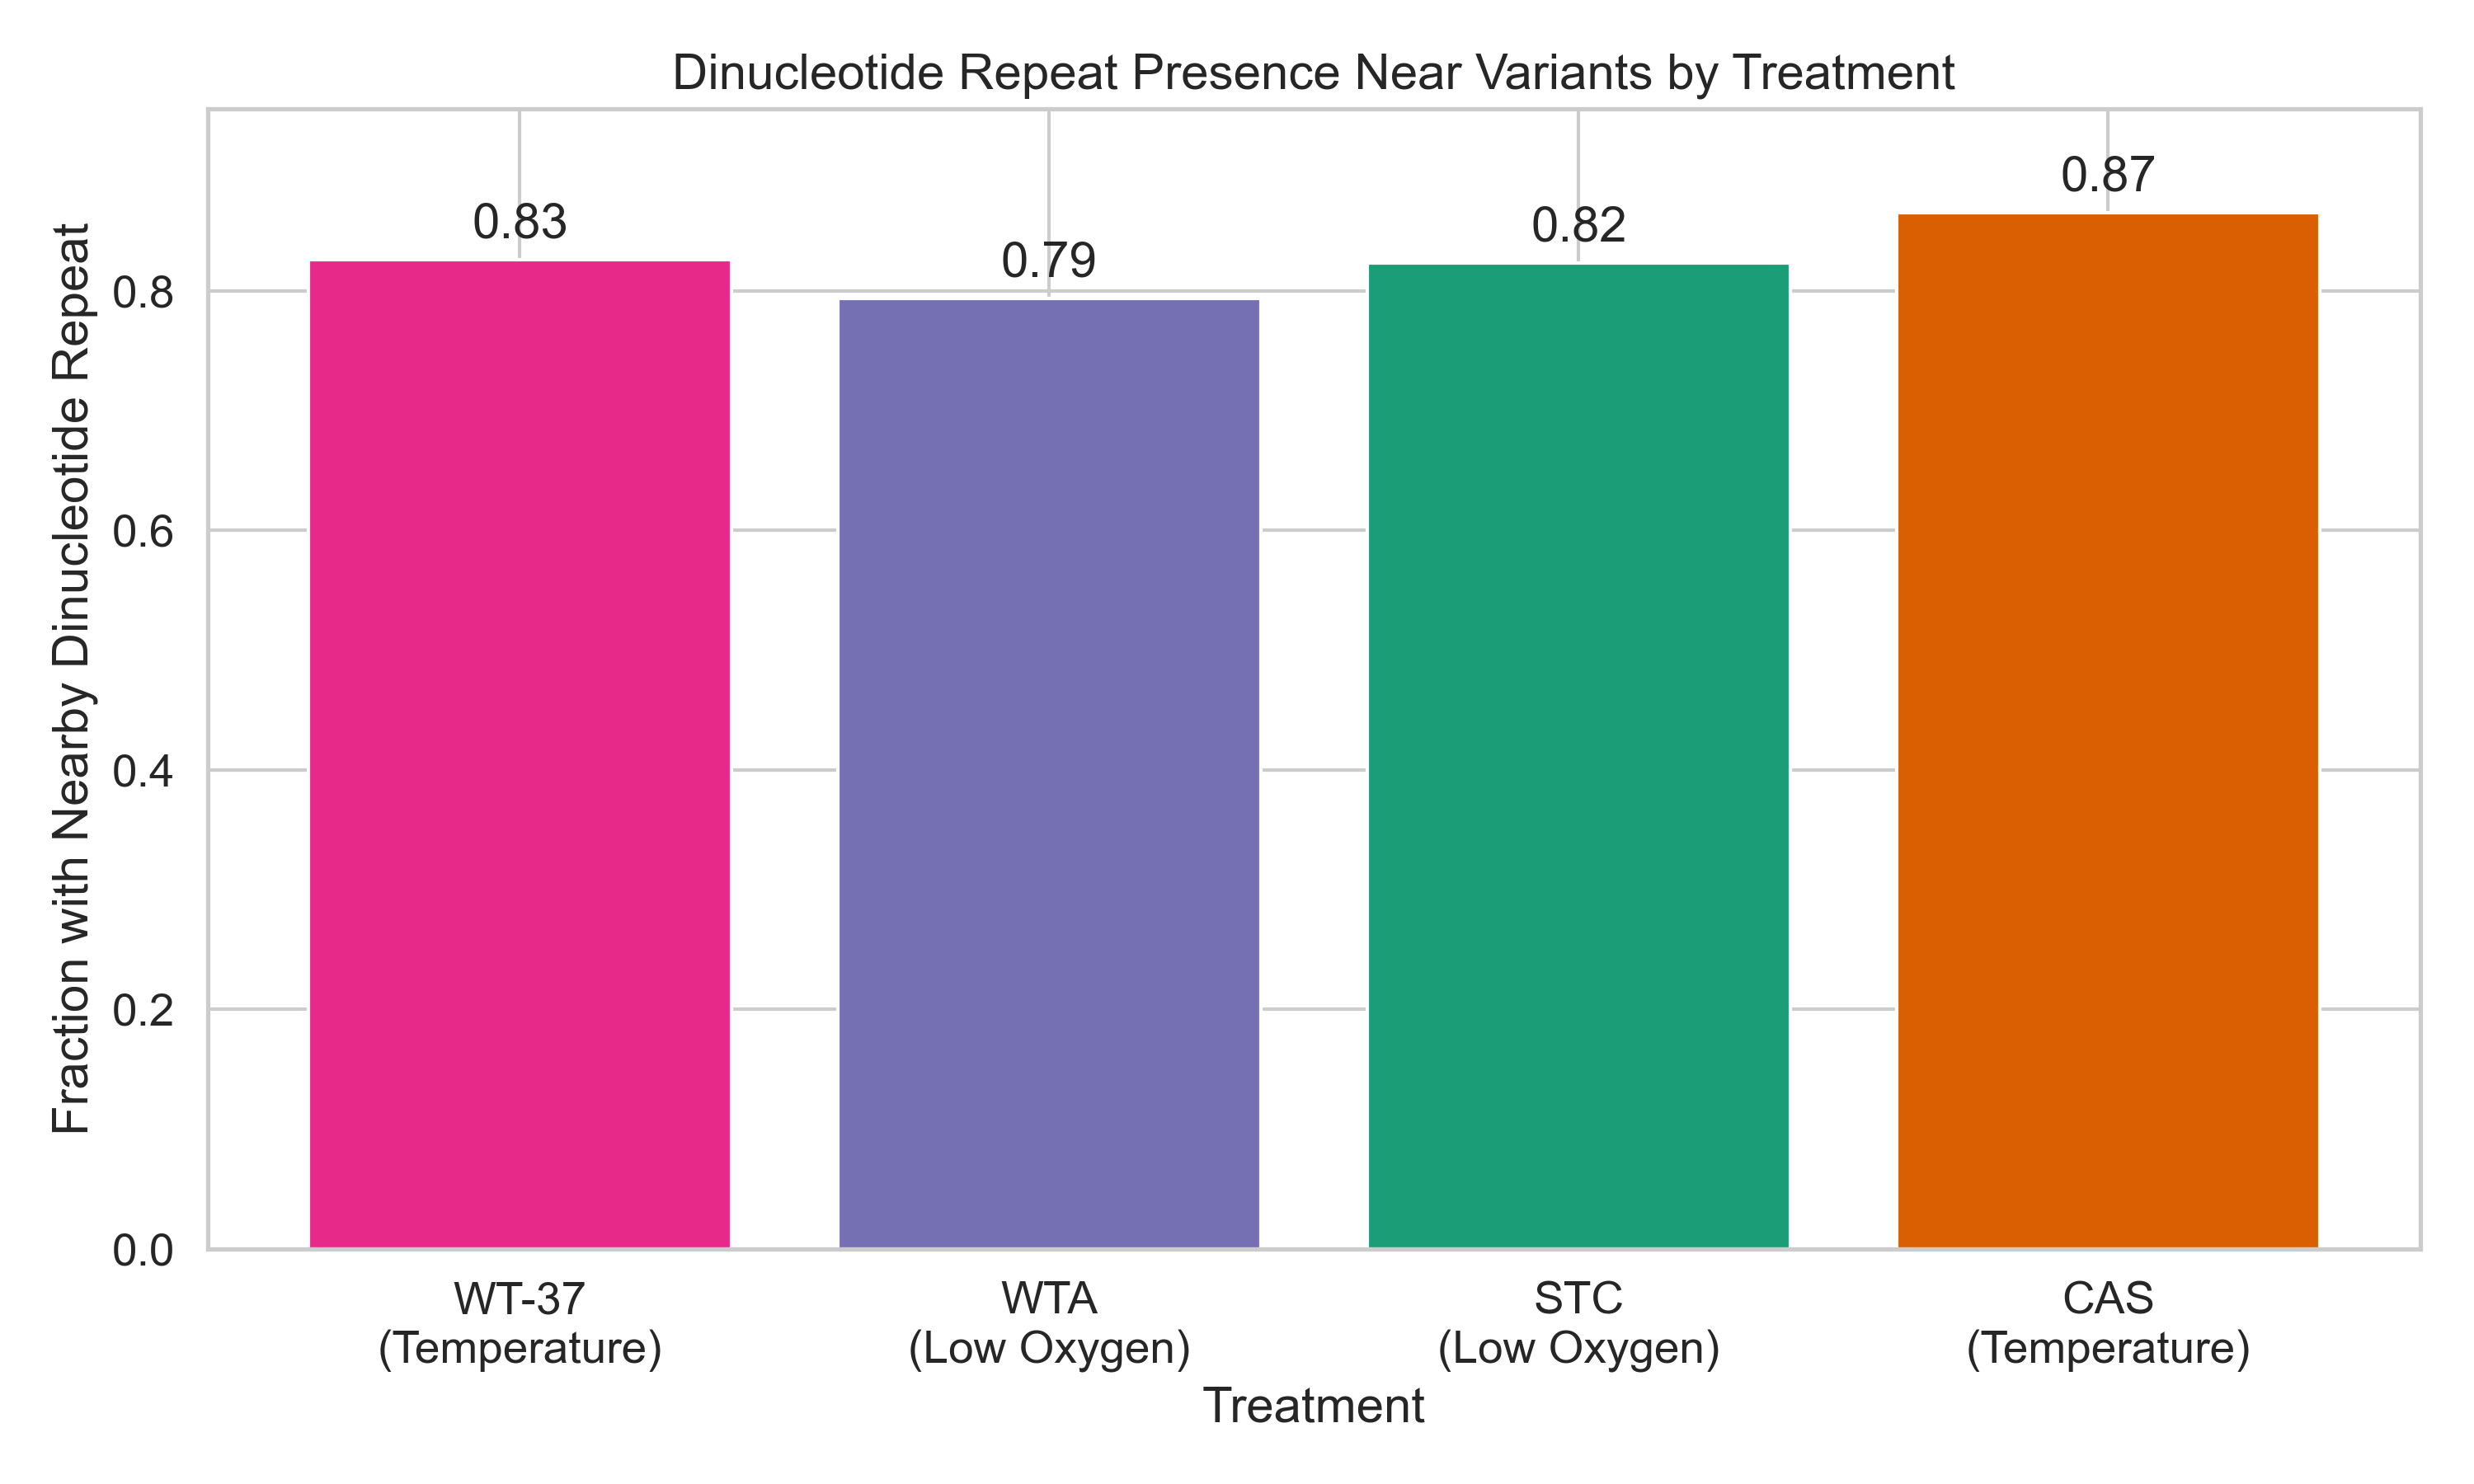 Dinucleotide Repeat Presence Near Variants by Treatment
Fraction with Nearby Dinucleotide Repeat
0.8
0.6
0.4
0.2
0.0
0.83
0.79
0.82
0.87
WT-37
(Temperature)
WTA
(Low Oxygen)
STC
(Low Oxygen)
CAS
(Temperature)
Treatment